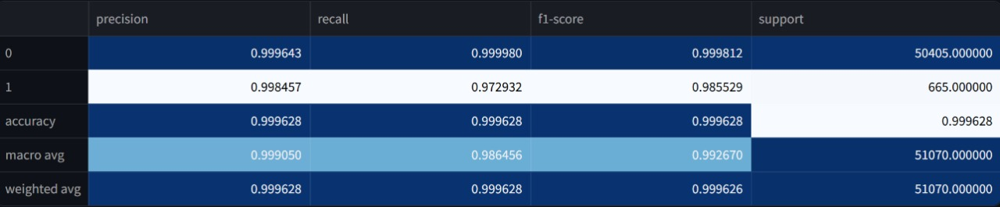 precision recall f1-score support
0 0.999643 0.999980 0.999812 50405.000000
1 0.998457 0.972932 0.985529 665.000000
accuracy 0.999628 0.999628 0.999628 0.999628
macro avg 0.999050 0.986456 0.992670 51070.000000
weighted avg 0.999628 0.999628 0.999626 51070.000000